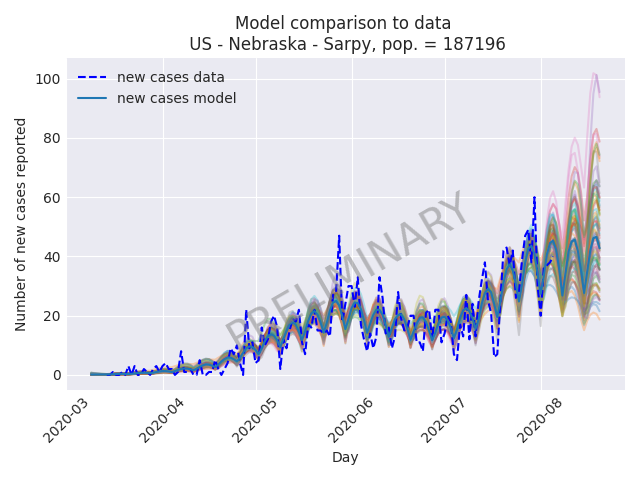 Model comparison to data
US - Nebraska - Sarpy, pop. = 187196
new cases data
new cases model
PRELIMINARY
Number of new cases reported
100
80
60
40
20
0
2020-03
2020-04
2020-05
2020-06
2020-07
2020-08
Day